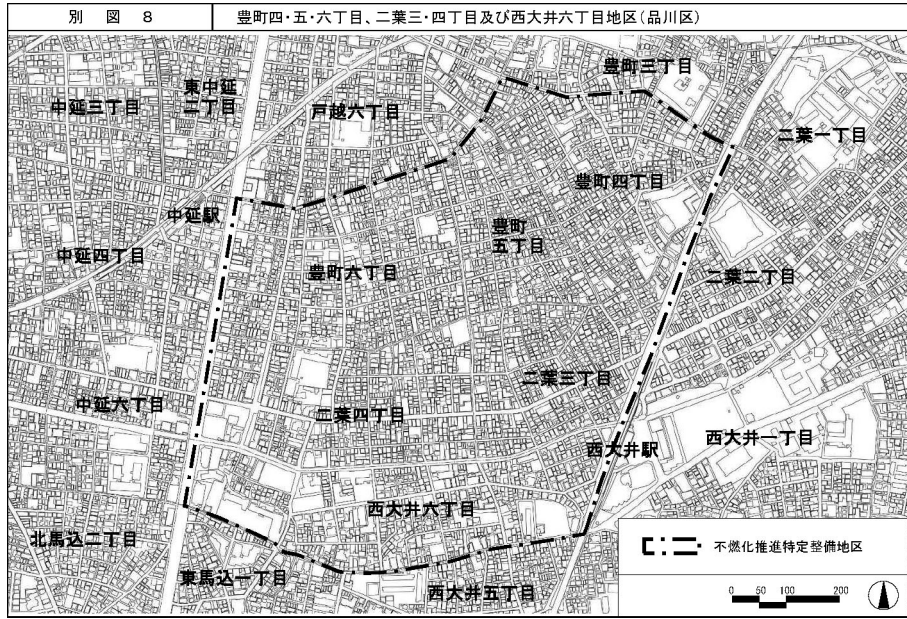 別 図 8
豊町四・五・六丁目、二葉三・四丁目及び西大井六丁目地区(品川区)
豊町三丁目
東中延
二丁目
中延三丁目
戸越六丁目
二葉一丁目
豊町四丁目
中延駅
豊町
五丁目
中延四丁目
豊町六丁目
二葉二丁目
二葉三丁目
中延六丁目
二葉四丁目
西大井駅
西大井一丁目
西大井六丁目
北馬込二丁目
東馬込一丁目
西大井五丁目
不燃化推進特定整備地区
0 50 100 200